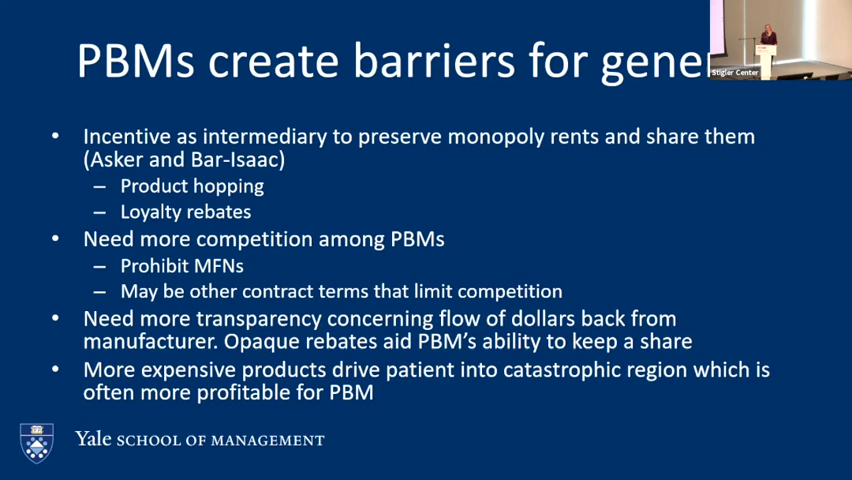 PBMs create barriers for gener
Stigler Center
• Incentive as intermediary to preserve monopoly rents and share them
(Asker and Bar-Isaac)
– Product hopping
– Loyalty rebates
• Need more competition among PBMs
– Prohibit MFNs
– May be other contract terms that limit competition
• Need more transparency concerning flow of dollars back from
manufacturer. Opaque rebates aid PBM's ability to keep a share
• More expensive products drive patient into catastrophic region which is
often more profitable for PBM
Yale SCHOOL OF MANAGEMENT